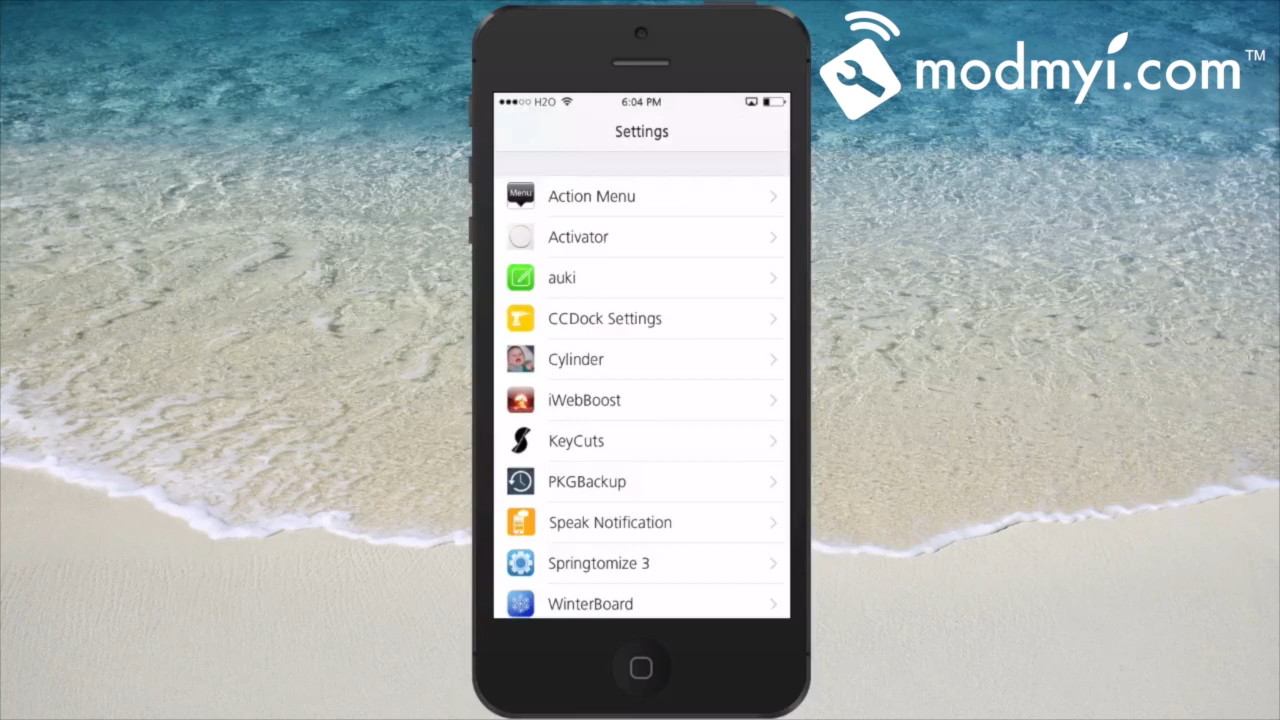 modmyi.com™
H2O 6:04 PM
Settings
Menu
Action Menu
Activator
auki
CCDock Settings
Cylinder
iWebBoost
KeyCuts
PKGBackup
Speak Notification
Springtomize 3
WinterBoard